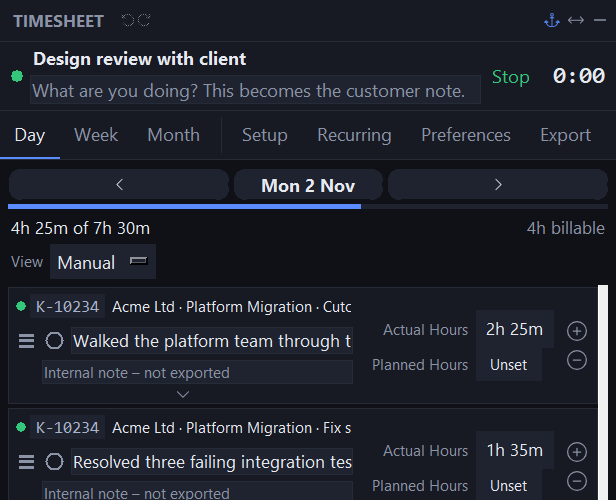 TIMESHEET
Design review with client
What are you doing? This becomes the customer note.
Stop
0:00
Day Week Month Setup Recurring Preferences Export
Mon 2 Nov
4h 25m of 7h 30m
4h billable
View Manual
K-10234 Acme Ltd · Platform Migration · Cutc
Walked the platform team through t
Internal note – not exported
Actual Hours 2h 25m
Planned Hours Unset
K-10234 Acme Ltd · Platform Migration · Fix s
Resolved three failing integration tes
Internal note – not exported
Actual Hours 1h 35m
Planned Hours Unset